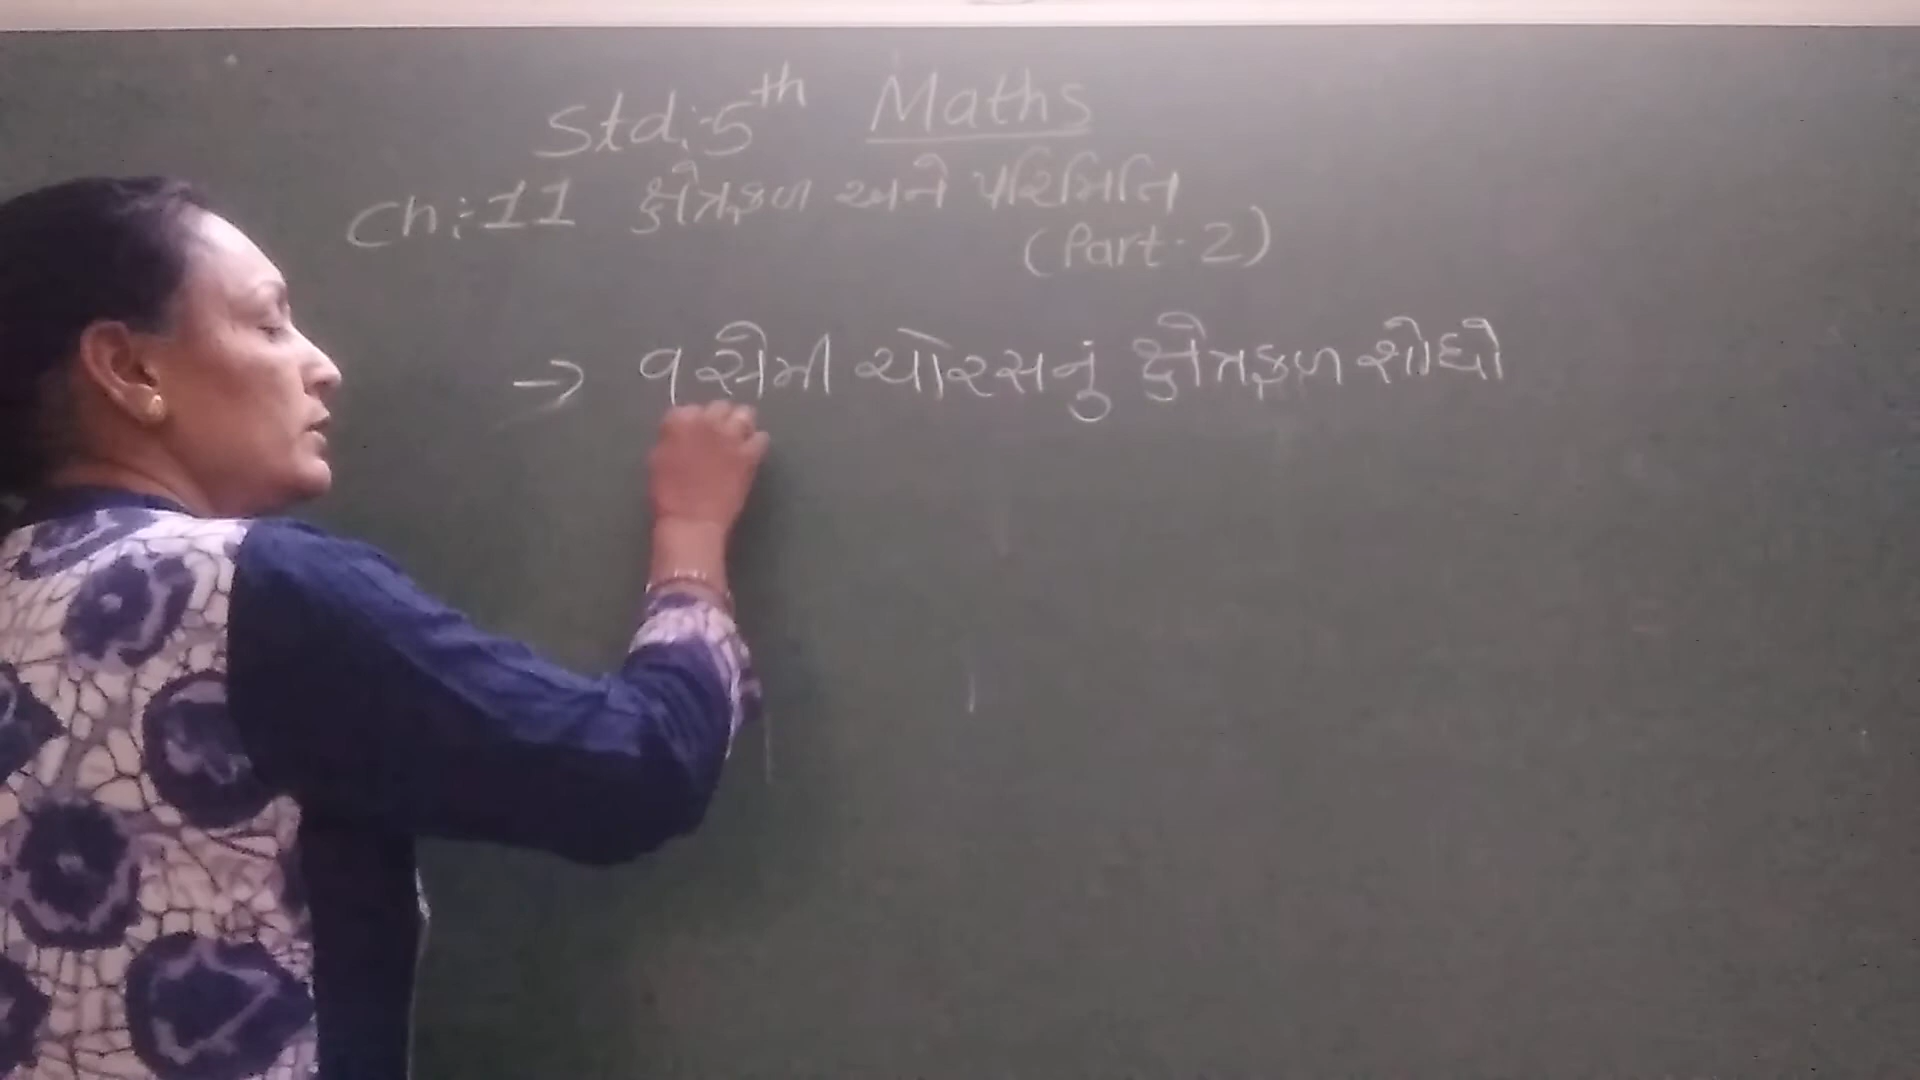 Std:-5th Maths
Ch:-11 ક્ષેત્રફળ અને પરિમિતિ
(Part-2)
→ ૧ સેમી ચોરસનું ક્ષેત્રફળ શોધો